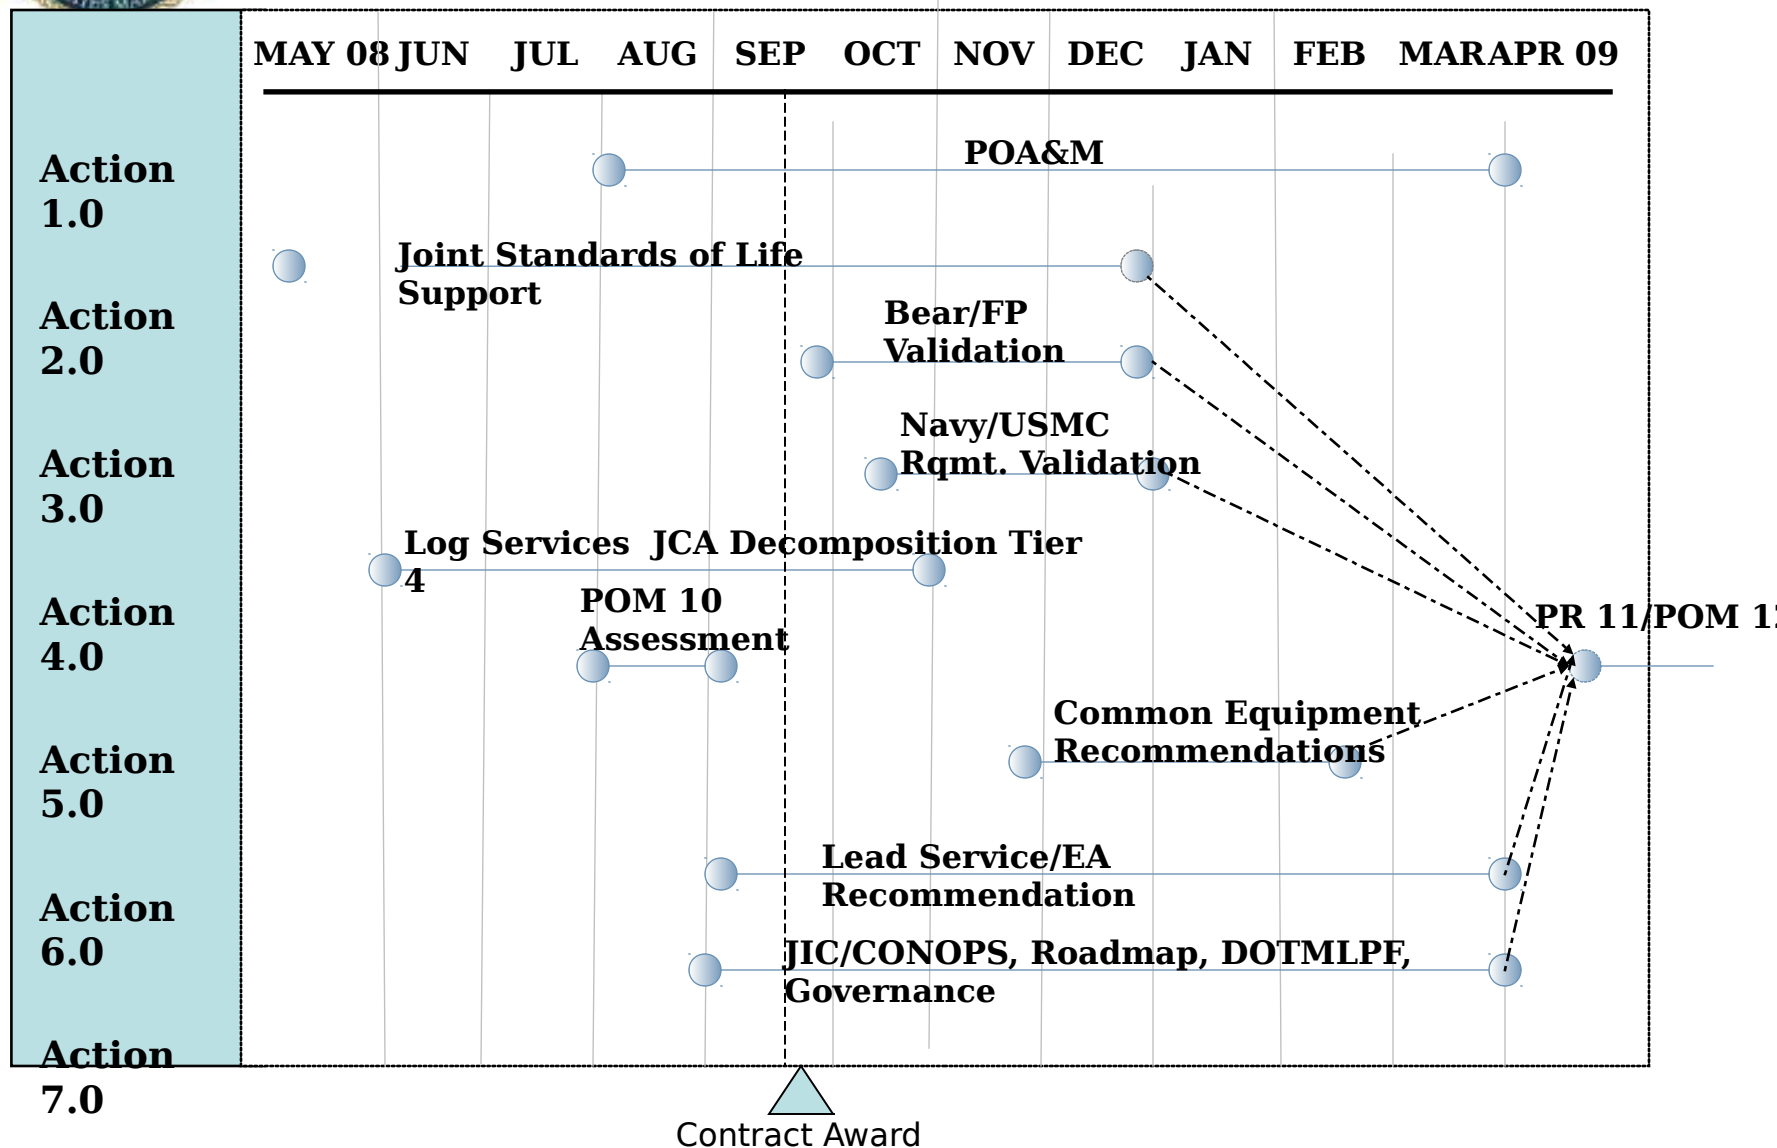 MAY 08 JUN JUL AUG SEP OCT NOV DEC JAN FEB MAR APR 09
POA&M
Action
1.0
Joint Standards of Life
Support
Action
2.0
Bear/FP
Validation
Navy/USMC
Rqmt. Validation
Action
3.0
Log Services JCA Decomposition Tier
4
POM 10
Assessment
Action
4.0
PR 11/POM
Common Equipment
Recommendations
Action
5.0
Lead Service/EA
Recommendation
Action
6.0
JIC/CONOPS, Roadmap, DOTMLPF,
Governance
Action
7.0
Contract Award